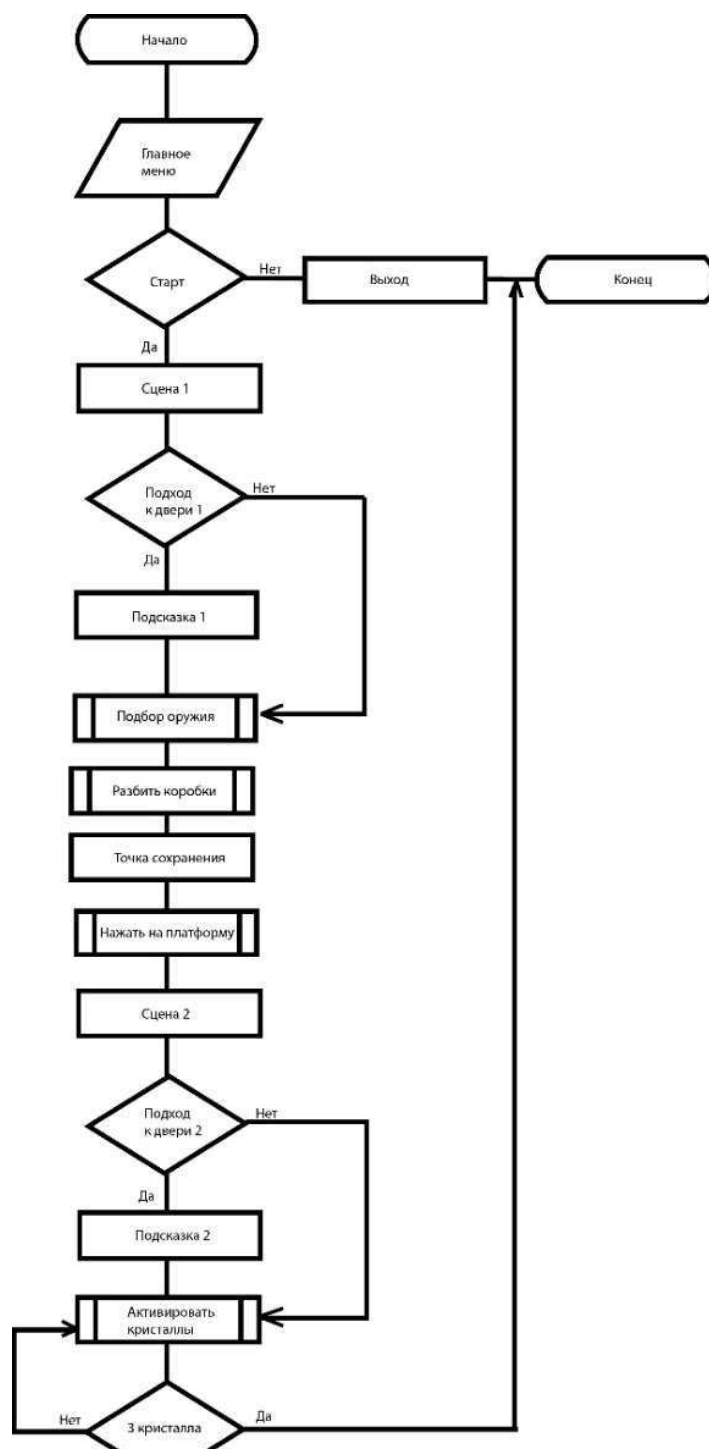 Начало
Главное
меню
Старт
Нет
Выход
Конец
Да
Сцена 1
Подход
к двери 1
Нет
Да
Подсказка 1
Подбор оружия
Разбить коробки
Точка сохранения
Нажать на платформу
Сцена 2
Подход
к двери 2
Нет
Да
Подсказка 2
Активировать
кристаллы
Нет
3 кристалла
Да